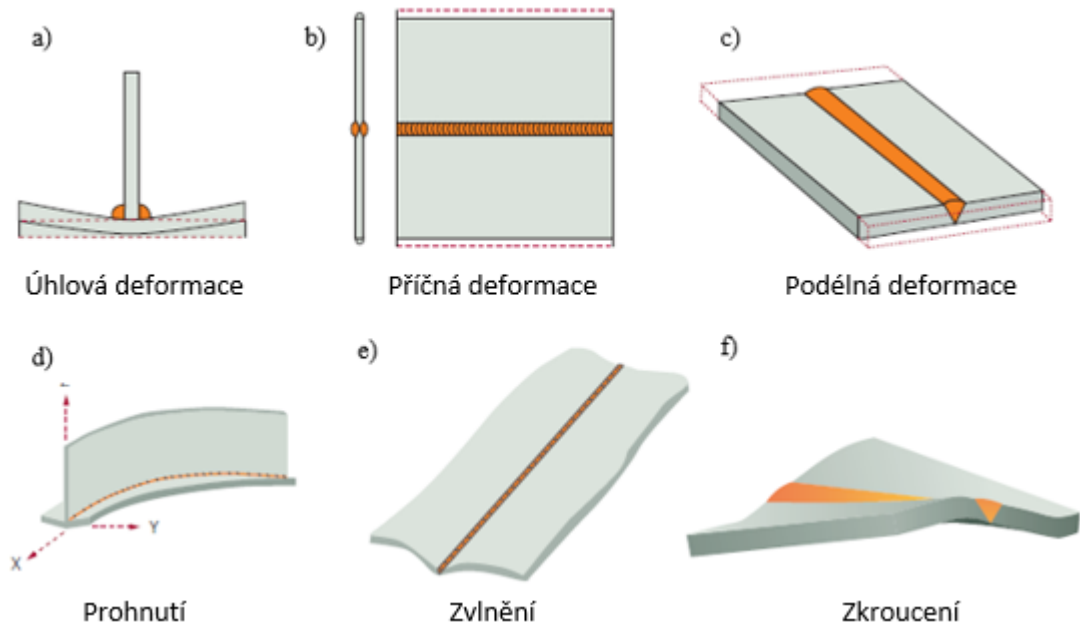 a)
b)
c)
Úhlová deformace
Příčná deformace
Podélná deformace
d)
e)
f)
Y
X
Prohnutí
Zvlnění
Zkroucení